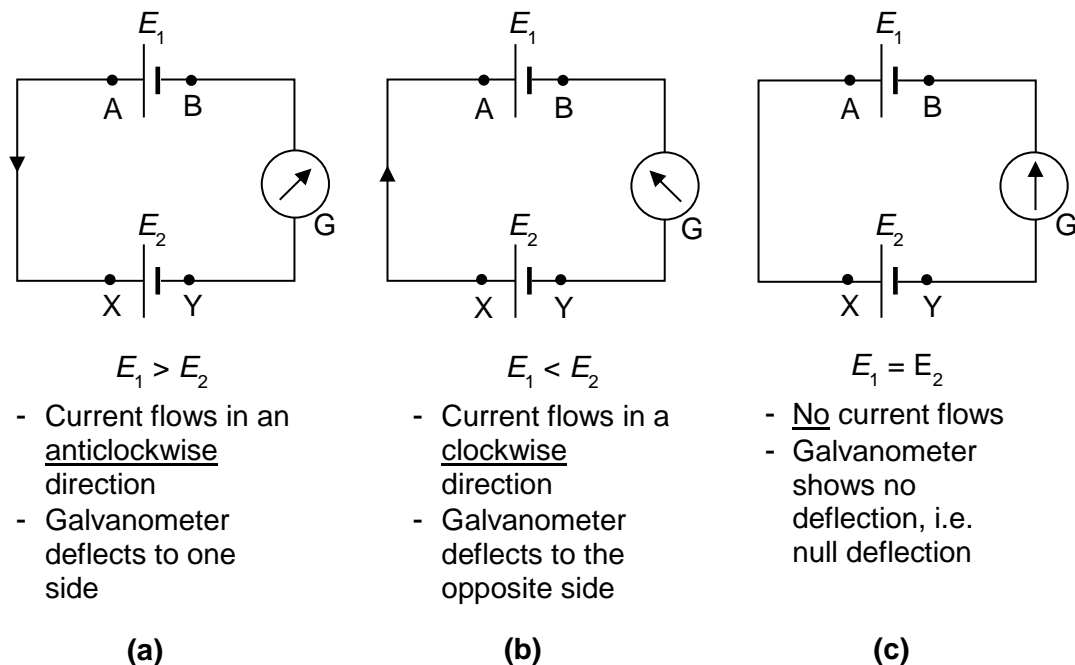 E1
A B
G
E2
X Y
E1 > E2
- Current flows in an
anticlockwise
direction
- Galvanometer
deflects to one
side
(a)
E1
A B
G
E2
X Y
E1 < E2
- Current flows in a
clockwise
direction
- Galvanometer
deflects to the
opposite side
(b)
E1
A B
G
E2
X Y
E1 = E2
- No current flows
- Galvanometer
shows no
deflection, i.e.
null deflection
(c)